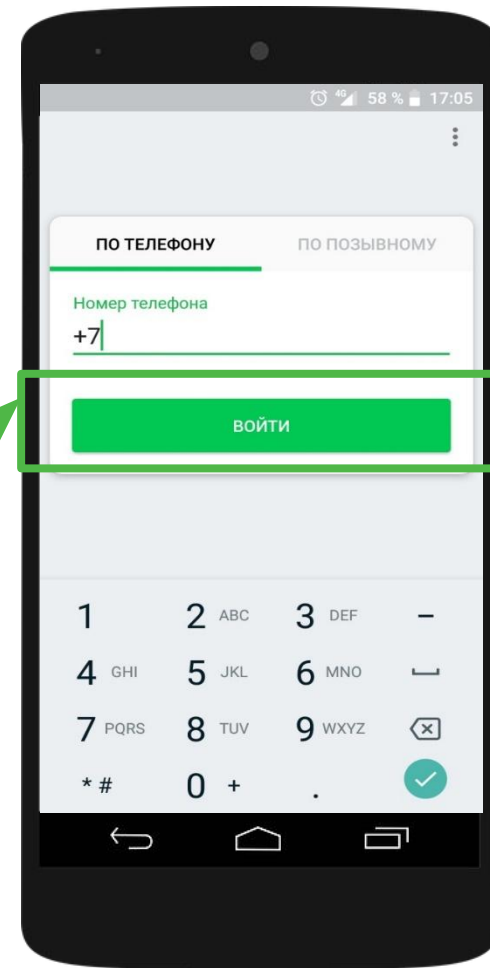 4G 58 % 17:05
ПО ТЕЛЕФОНУ ПО ПОЗЫВНОМУ
Номер телефона
+7
ВОЙТИ
1 2 ABC 3 DEF –
4 GHI 5 JKL 6 MNO
7 PQRS 8 TUV 9 WXYZ
* # 0 + .